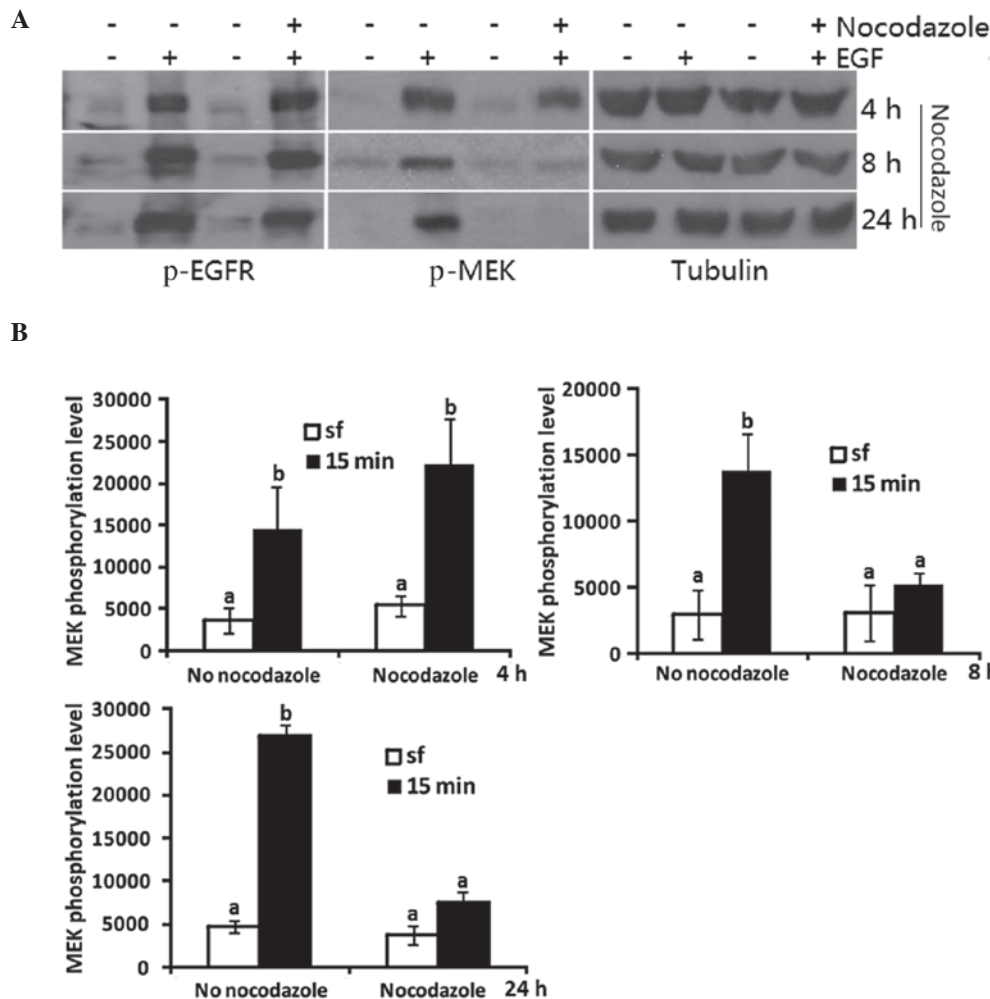 A
- - - + - - - + - - - + Nocodazole
- + - + - + - + - + - + EGF
4 h
8 h
24 h
Nocodazole
p-EGFR p-MEK Tubulin
B
MEK phosphorylation level
30000
25000
20000
15000
10000
5000
0
sf
15 min
a b a b
No nocodazole Nocodazole 4 h
MEK phosphorylation level
20000
15000
10000
5000
0
sf
15 min
a b a a
No nocodazole Nocodazole 8 h
MEK phosphorylation level
30000
25000
20000
15000
10000
5000
0
sf
15 min
a b a a
No nocodazole Nocodazole 24 h